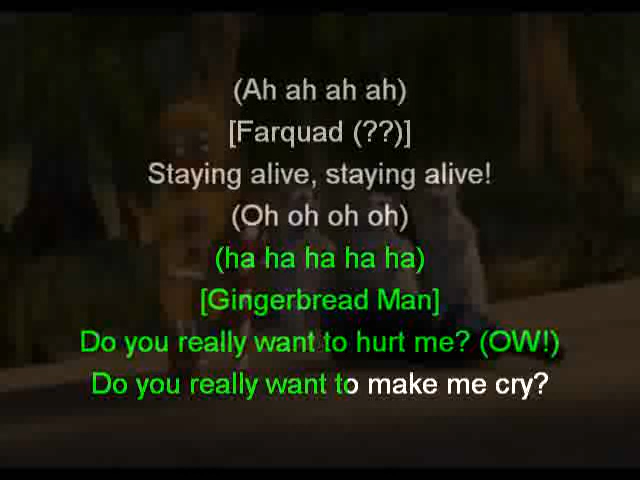 (Ah ah ah ah)
[Farquad (??)]
Staying alive, staying alive!
(Oh oh oh oh)
(ha ha ha ha ha)
[Gingerbread Man]
Do you really want to hurt me? (OW!)
Do you really want to make me cry?